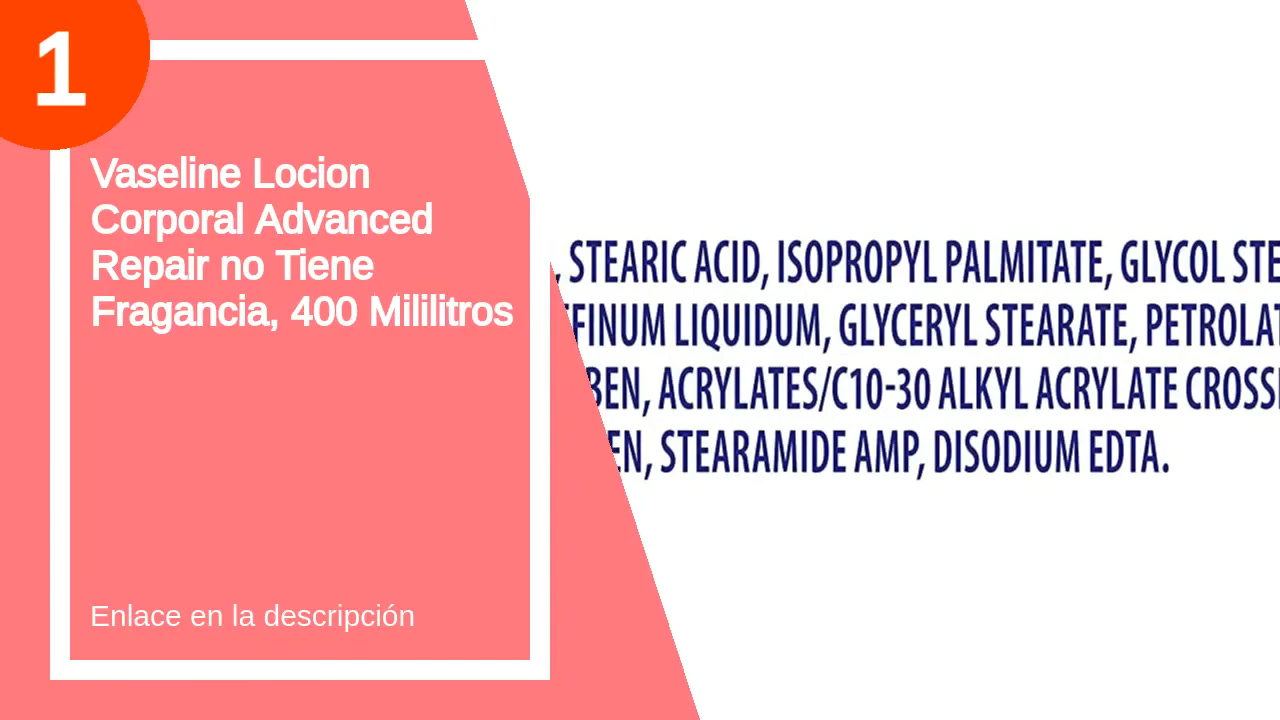 1
Vaseline Locion
Corporal Advanced
Repair no Tiene
Fragancia, 400 Mililitros
Enlace en la descripción
, STEARIC ACID, ISOPROPYL PALMITATE, GLYCOL
LIQUIDUM, GLYCERYL STEARATE,
ACRYLATES/C10-30 ALKYL ACRYLATE
STEARAMIDE AMP, DISODIUM EDTA.